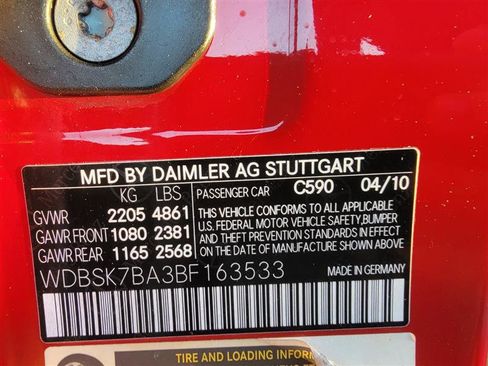 MFD BY DAIMLER AG STUTTGART
KG LBS PASSENGER CAR C590 04/10
GVWR 2205 4861 THIS VEHICLE CONFORMS TO ALL APPLICABLE
U.S. FEDERAL MOTOR VEHICLE SAFETY, BUMPER
GAWR FRONT 1080 2381 AND THEFT PREVENTION STANDARDS IN EFFECT
GAWR REAR 1165 2568 ON THE DATE OF MANUFACTURE SHOWN ABOVE
WDBSK7BA3BF163533 MADE IN GERMANY
TIRE AND LOADING INFORM